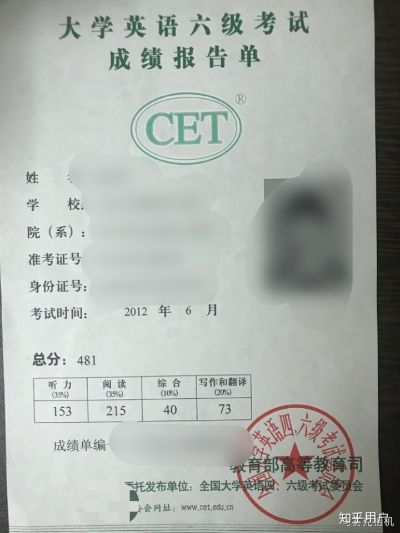 大学英语六级考试
成绩报告单
CET®
姓
学 校
院（系）：
准考证号
身份证号：
考试时间： 2012 年 6 月
总分： 481
听力 (35%) 阅读 (35%) 综合 (10%) 写作和翻译 (20%)
153 215 40 73
成绩单编
教育部高等教育司
委托发布单位：全国大学英语四、六级考试委员会
委会网址：www.cet.edu.cn
知乎用户